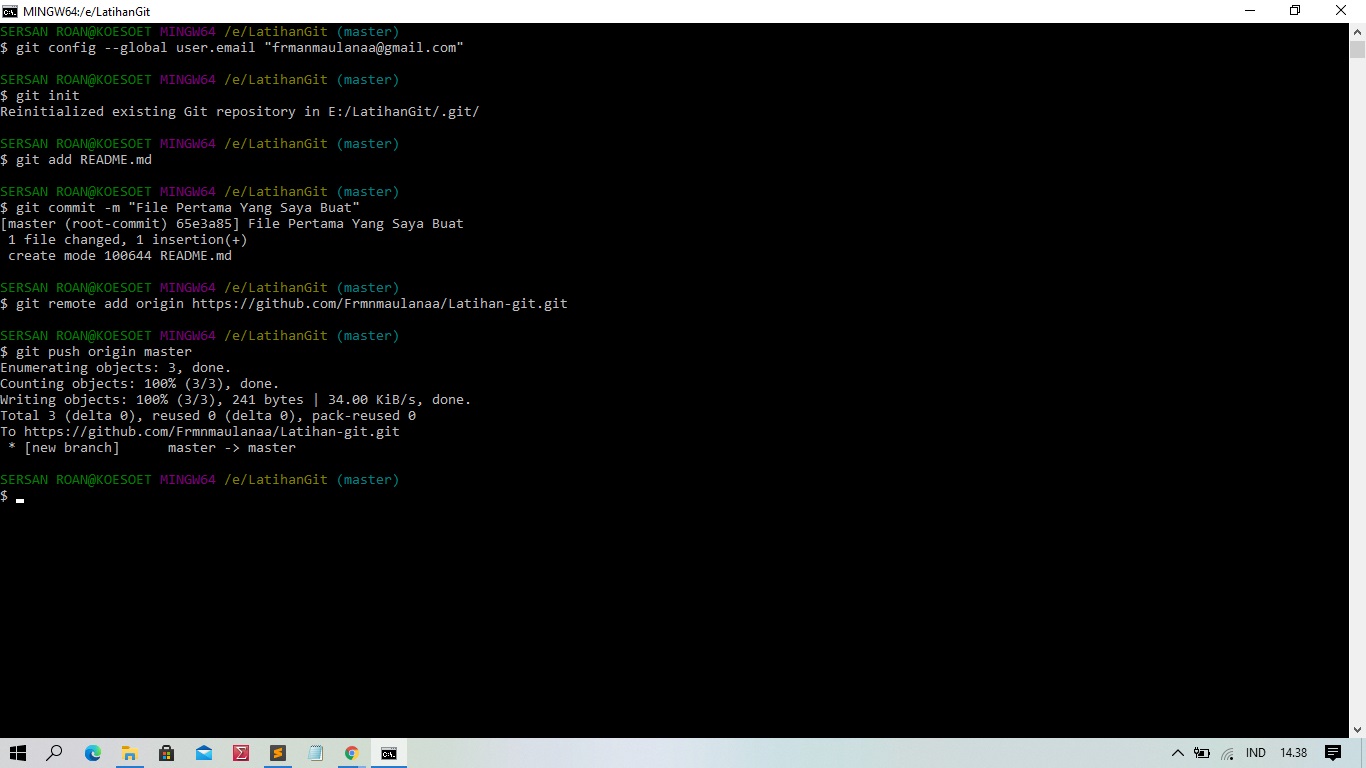 MINGW64:/e/LatihanGit
SERSAN ROAN@KOESOET MINGW64 /e/LatihanGit (master)
$ git config --global user.email "frmanmaulanaa@gmail.com"
SERSAN ROAN@KOESOET MINGW64 /e/LatihanGit (master)
$ git init
Reinitialized existing Git repository in E:/LatihanGit/.git/
SERSAN ROAN@KOESOET MINGW64 /e/LatihanGit (master)
$ git add README.md
SERSAN ROAN@KOESOET MINGW64 /e/LatihanGit (master)
$ git commit -m "File Pertama Yang Saya Buat"
[master (root-commit) 65e3a85] File Pertama Yang Saya Buat
 1 file changed, 1 insertion(+)
 create mode 100644 README.md
SERSAN ROAN@KOESOET MINGW64 /e/LatihanGit (master)
$ git remote add origin https://github.com/Frmnmaulanaa/Latihan-git.git
SERSAN ROAN@KOESOET MINGW64 /e/LatihanGit (master)
$ git push origin master
Enumerating objects: 3, done.
Counting objects: 100% (3/3), done.
Writing objects: 100% (3/3), 241 bytes | 34.00 KiB/s, done.
Total 3 (delta 0), reused 0 (delta 0), pack-reused 0
To https://github.com/Frmnmaulanaa/Latihan-git.git
 * [new branch]      master -> master
SERSAN ROAN@KOESOET MINGW64 /e/LatihanGit (master)
$
IND 14.38